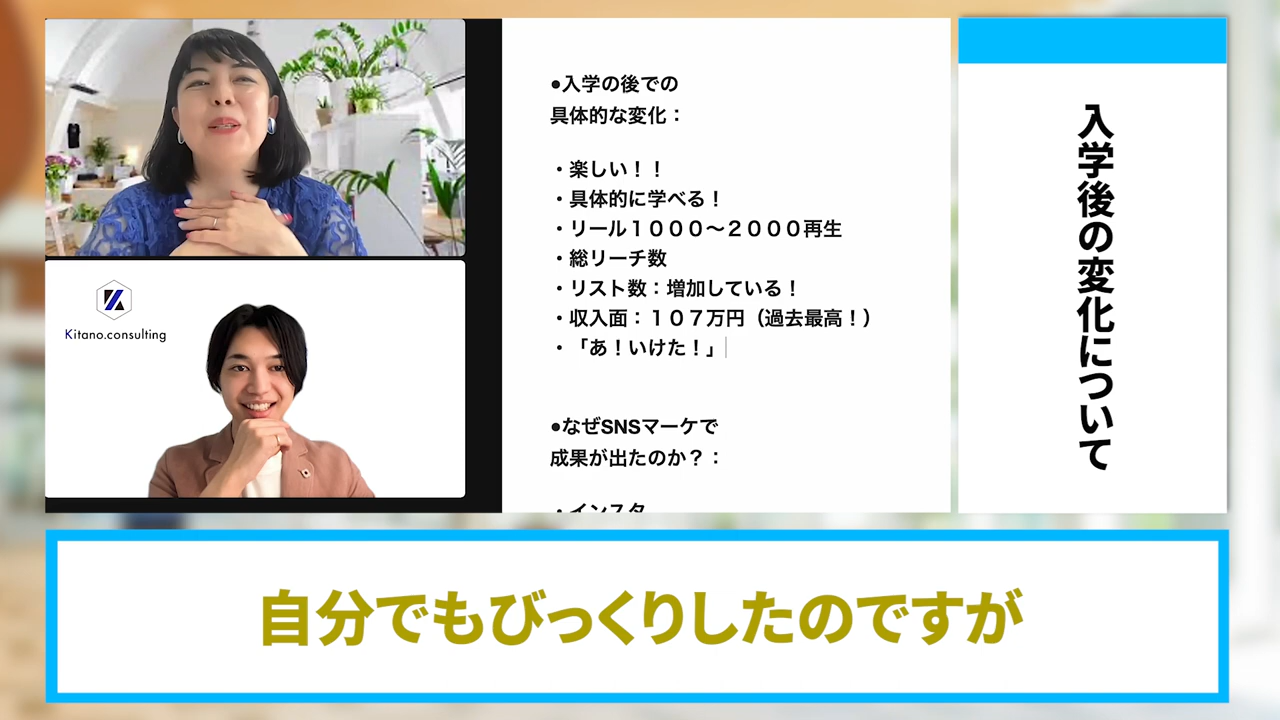 Kitano.consulting
●入学の後での
具体的な変化：
・楽しい！！
・具体的に学べる！
・リール１０００〜２０００再生
・総リーチ数
・リスト数：増加している！
・収入面：１０７万円（過去最高！）
・「あ！いけた！」
●なぜSNSマーケで
成果が出たのか？：
・インスタ
入学後の変化について
自分でもびっくりしたのですが